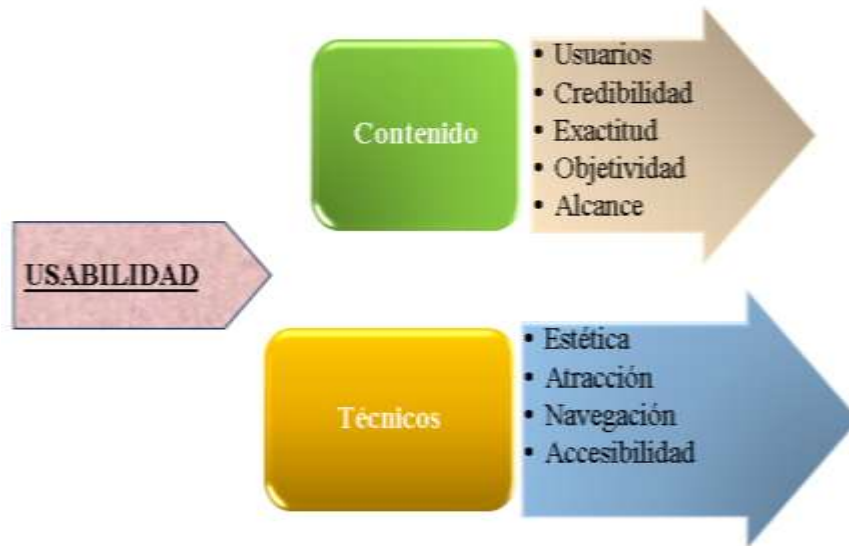 USABILIDAD
Contenido
• Usuarios
• Credibilidad
• Exactitud
• Objetividad
• Alcance
Técnicos
• Estética
• Atracción
• Navegación
• Accesibilidad